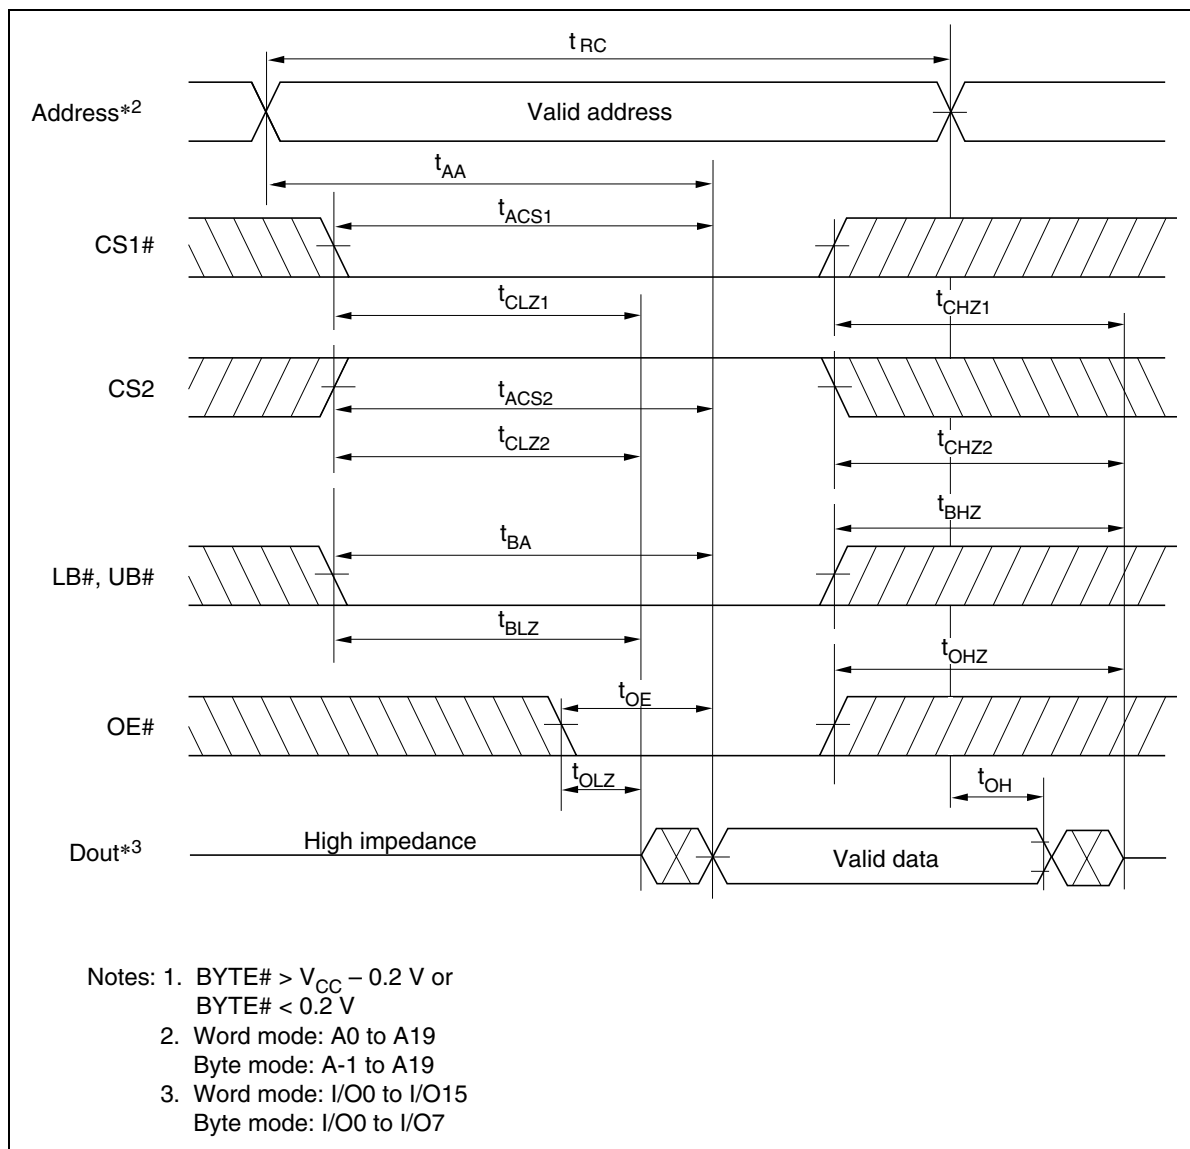 tRC
Address*2
Valid address
tAA
tACS1
CS1#
tCLZ1
tCHZ1
CS2
tACS2
tCLZ2
tCHZ2
tBHZ
tBA
LB#, UB#
tBLZ
tOHZ
tOE
OE#
tOLZ
tOH
Dout*3
High impedance
Valid data
Notes: 1. BYTE# > VCC – 0.2 V or
BYTE# < 0.2 V
2. Word mode: A0 to A19
Byte mode: A-1 to A19
3. Word mode: I/O0 to I/O15
Byte mode: I/O0 to I/O7